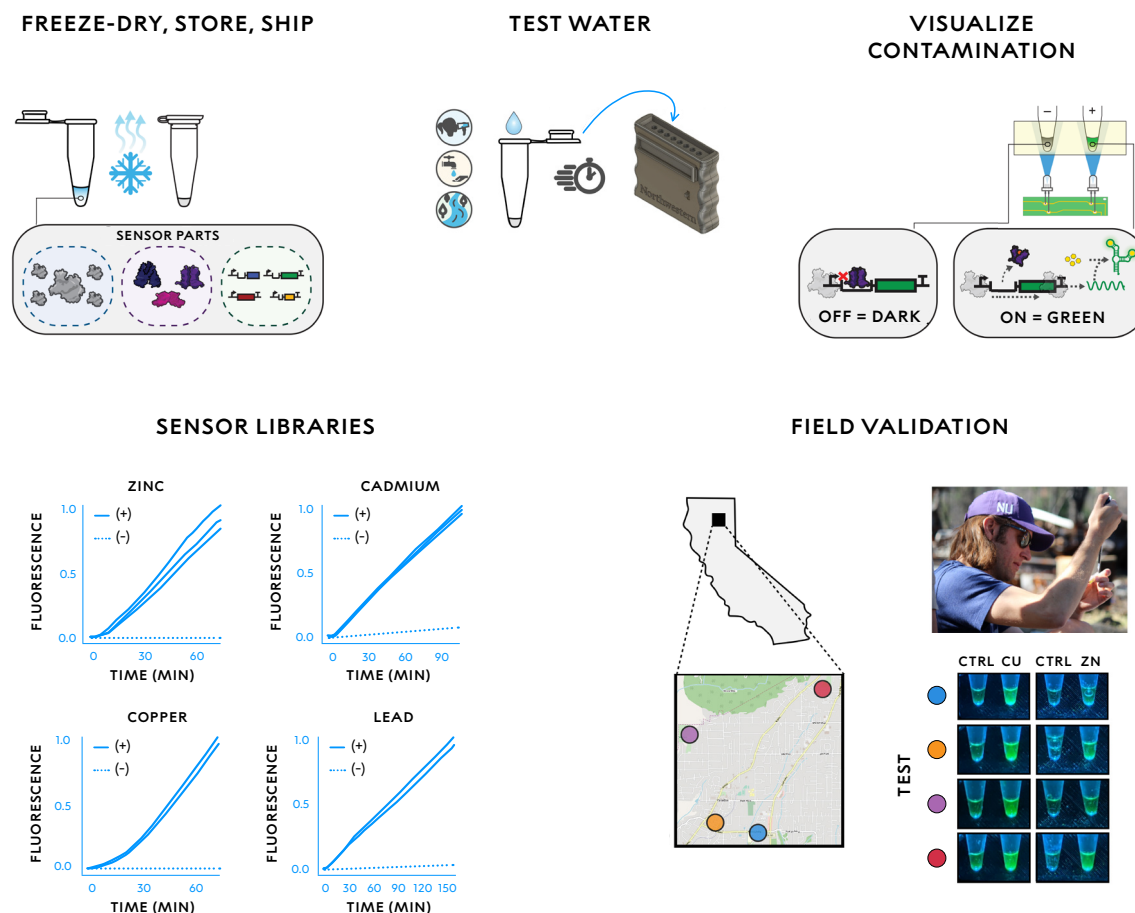 FREEZE-DRY, STORE, SHIP
TEST WATER
VISUALIZE
CONTAMINATION
SENSOR PARTS
Northwestern
−
+
OFF = DARK
ON = GREEN
SENSOR LIBRARIES
ZINC
FLUORESCENCE
1.0
0.5
0.0
(+)
(-)
0
30
60
TIME (MIN)
CADMIUM
FLUORESCENCE
1.0
0.5
0.0
(+)
(-)
0
30
60
90
TIME (MIN)
COPPER
FLUORESCENCE
1.0
0.5
0.0
(+)
(-)
0
30
60
TIME (MIN)
LEAD
FLUORESCENCE
1.0
0.5
0.0
(+)
(-)
0
30
60
90
120
150
TIME (MIN)
FIELD VALIDATION
NU
CTRL CU CTRL ZN
TEST